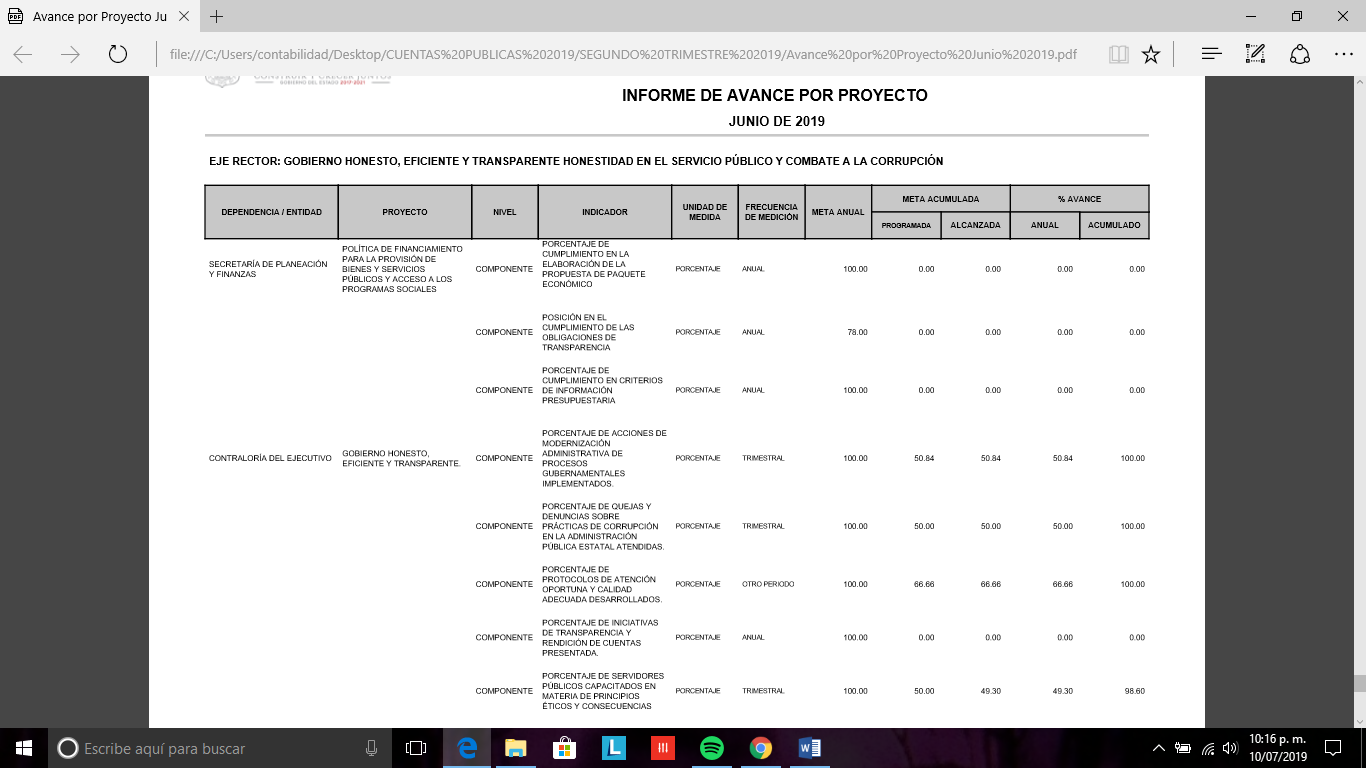 Avance por Proyecto Ju
file:///C:/Users/contabilidad/Desktop/CUENTAS%20PUBLICAS%202019/SEGUNDO%20TRIMESTRE%202019/Avance%20por%20Proyecto%20Junio%202019.pdf
CONSTRUIR Y CRECER JUNTOS
GOBIERNO DEL ESTADO 2017-2021
INFORME DE AVANCE POR PROYECTO
JUNIO DE 2019
EJE RECTOR: GOBIERNO HONESTO, EFICIENTE Y TRANSPARENTE HONESTIDAD EN EL SERVICIO PÚBLICO Y COMBATE A LA CORRUPCIÓN
DEPENDENCIA / ENTIDAD
PROYECTO
NIVEL
INDICADOR
UNIDAD DE
MEDIDA
FRECUENCIA
DE MEDICIÓN
META ANUAL
META ACUMULADA
PROGRAMADA
ALCANZADA
% AVANCE
ANUAL
ACUMULADO
SECRETARÍA DE PLANEACIÓN
Y FINANZAS
POLÍTICA DE FINANCIAMIENTO
PARA LA PROVISIÓN DE
BIENES Y SERVICIOS
PÚBLICOS Y ACCESO A LOS
PROGRAMAS SOCIALES
COMPONENTE
PORCENTAJE DE
CUMPLIMIENTO EN LA
ELABORACIÓN DE LA
PROPUESTA DE PAQUETE
ECONÓMICO
PORCENTAJE
ANUAL
100.00
0.00
0.00
0.00
0.00
COMPONENTE
POSICIÓN EN EL
CUMPLIMIENTO DE LAS
OBLIGACIONES DE
TRANSPARENCIA
PORCENTAJE
ANUAL
78.00
0.00
0.00
0.00
0.00
COMPONENTE
PORCENTAJE DE
CUMPLIMIENTO EN CRITERIOS
DE INFORMACIÓN
PRESUPUESTARIA
PORCENTAJE
ANUAL
100.00
0.00
0.00
0.00
0.00
CONTRALORÍA DEL EJECUTIVO
GOBIERNO HONESTO,
EFICIENTE Y TRANSPARENTE.
COMPONENTE
PORCENTAJE DE ACCIONES DE
MODERNIZACIÓN
ADMINISTRATIVA DE
PROCESOS
GUBERNAMENTALES
IMPLEMENTADOS.
PORCENTAJE
TRIMESTRAL
100.00
50.84
50.84
50.84
100.00
COMPONENTE
PORCENTAJE DE QUEJAS Y
DENUNCIAS SOBRE
PRÁCTICAS DE CORRUPCIÓN
EN LA ADMINISTRACIÓN
PÚBLICA ESTATAL ATENDIDAS.
PORCENTAJE
TRIMESTRAL
100.00
50.00
50.00
50.00
100.00
COMPONENTE
PORCENTAJE DE
PROTOCOLOS DE ATENCIÓN
OPORTUNA Y CALIDAD
ADECUADA DESARROLLADOS.
PORCENTAJE
OTRO PERIODO
100.00
66.66
66.66
66.66
100.00
COMPONENTE
PORCENTAJE DE INICIATIVAS
DE TRANSPARENCIA Y
RENDICIÓN DE CUENTAS
PRESENTADA.
PORCENTAJE
ANUAL
100.00
0.00
0.00
0.00
0.00
COMPONENTE
PORCENTAJE DE SERVIDORES
PÚBLICOS CAPACITADOS EN
MATERIA DE PRINCIPIOS
ÉTICOS Y CONSECUENCIAS
PORCENTAJE
TRIMESTRAL
100.00
50.00
49.30
49.30
98.60
Escribe aquí para buscar
10:16 p. m.
10/07/2019